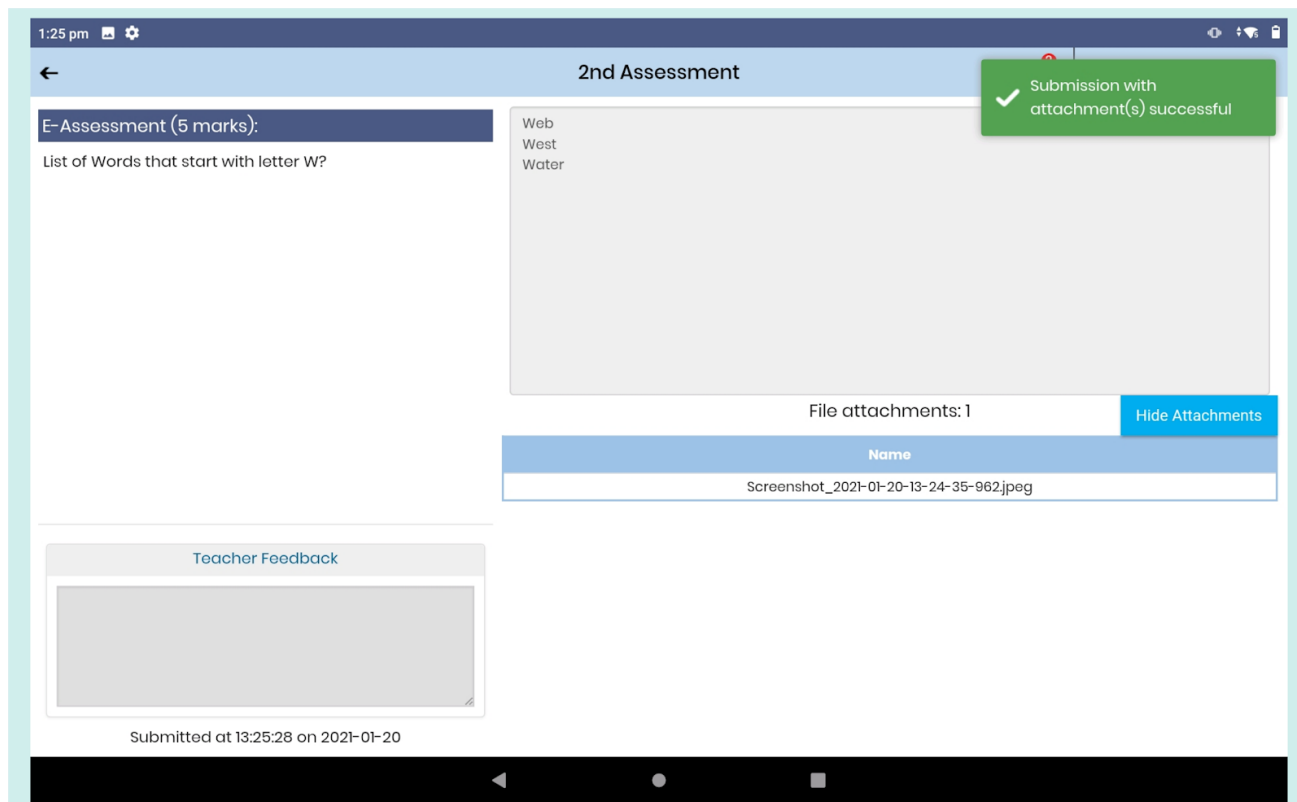 1:25 pm
2nd Assessment
Submission with
attachment(s) successful
E-Assessment (5 marks):
List of Words that start with letter W?
Web
West
Water
File attachments: 1
Hide Attachments
Name
Screenshot_2021-01-20-13-24-35-962.jpeg
Teacher Feedback
Submitted at 13:25:28 on 2021-01-20